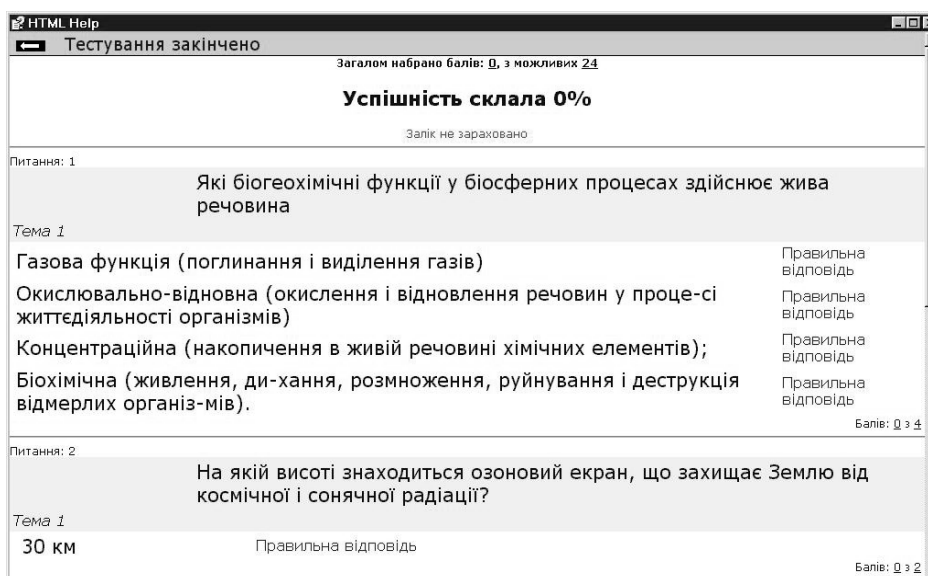 HTML Help
Тестування закінчено
Загалом набрано балів: 0, з можливих 24
Успішність склала 0%
Залік не зараховано
Питання: 1
Які біогеохімічні функції у біосферних процесах здійснює жива
речовина
Тема 1
Газова функція (поглинання і виділення газів)
Правильна
відповідь
Окислювально-відновна (окислення і відновлення речовин у проце-сі
життєдіяльності організмів)
Правильна
відповідь
Концентраційна (накопичення в живій речовині хімічних елементів);
Правильна
відповідь
Біохімічна (живлення, ди-хання, розмноження, руйнування і деструкція
відмерлих організ-мів).
Правильна
відповідь
Балів: 0 з 4
Питання: 2
На якій висоті знаходиться озоновий екран, що захищає Землю від
космічної і сонячної радіації?
Тема 1
30 км Правильна відповідь
Балів: 0 з 2